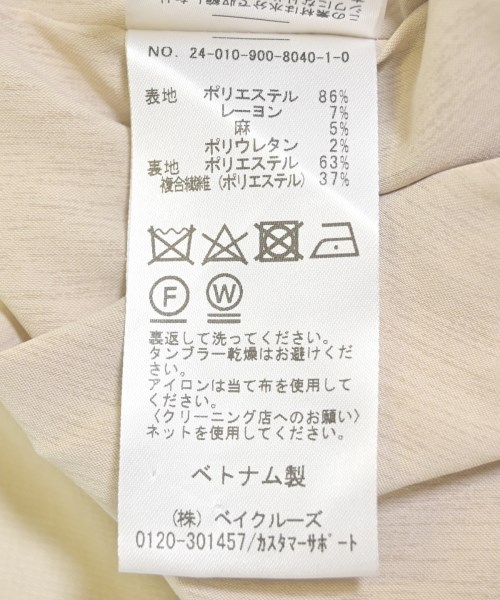 NO. 24-010-900-8040-1-0
表地 ポリエステル 86%
レーヨン 7%
麻 5%
ポリウレタン 2%
裏地 ポリエステル 63%
複合繊維 (ポリエステル) 37%
F W
裏返して洗ってください。
タンブラー乾燥はお避けくだ
さい。
アイロンは当て布を使用して
ください。
〈クリーニング店へのお願い〉
ネットを使用してください。
ベトナム製
(株) ベイクルーズ
0120-301457/カスタマーサポート